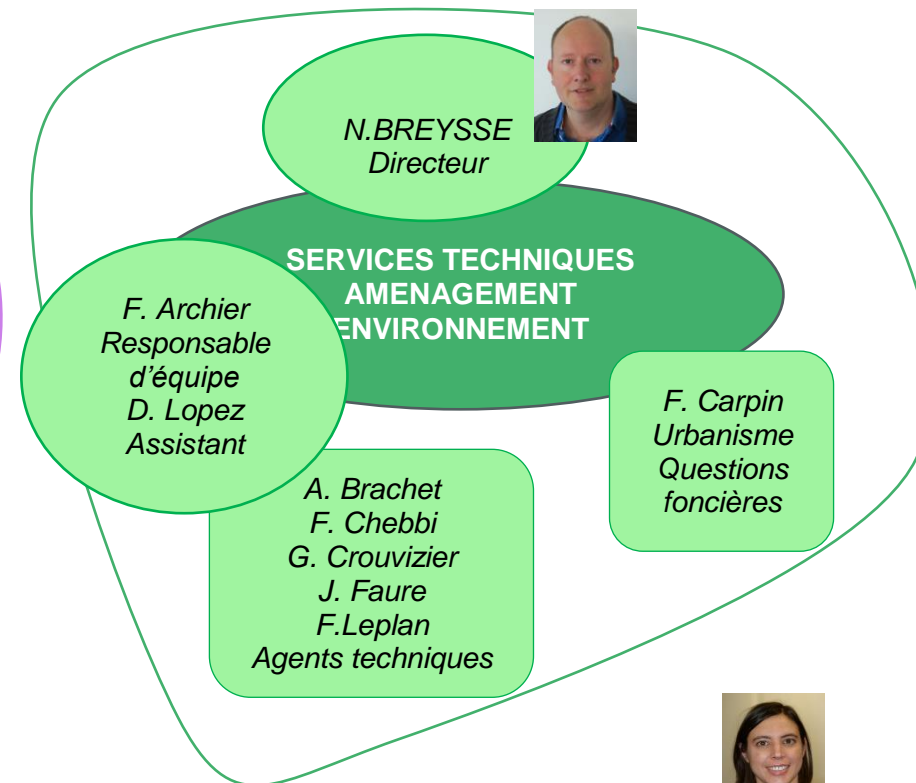 N.BREYSSE
Directeur
SERVICES TECHNIQUES
AMENAGEMENT
ENVIRONNEMENT
F. Archier
Responsable
d’équipe
D. Lopez
Assistant
F. Carpin
Urbanisme
Questions
foncières
A. Brachet
F. Chebbi
G. Crouvizier
J. Faure
F.Leplan
Agents techniques